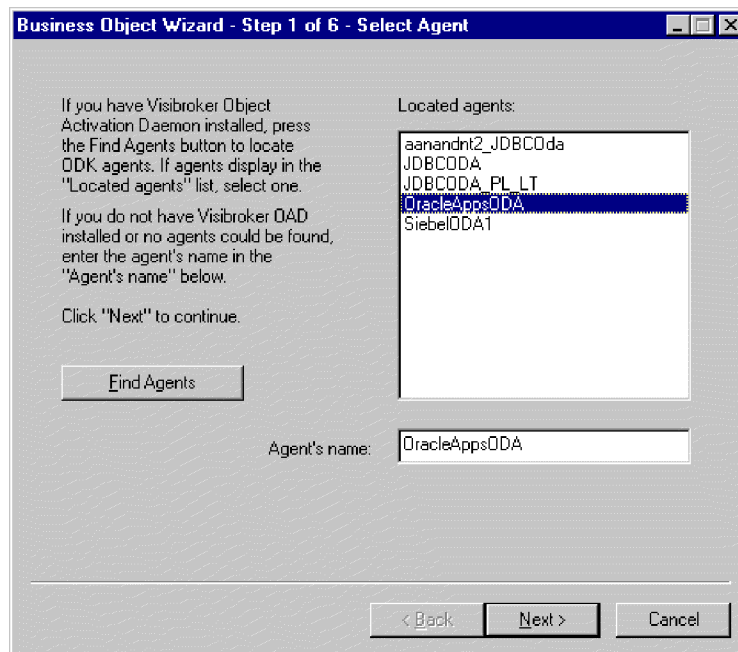 Business Object Wizard - Step 1 of 6 - Select Agent
If you have Visibroker Object
Activation Daemon installed, press
the Find Agents button to locate
ODK agents. If agents display in the
"Located agents" list, select one.
If you do not have Visibroker OAD
installed or no agents could be found,
enter the agent's name in the
"Agent's name" below.
Click "Next" to continue.
Find Agents
Located agents:
aanandnt2_JDBCOda
JDBCODA
JDBCODA_PL_LT
OracleAppsODA
SiebelODA1
Agent's name:
OracleAppsODA
< Back
Next >
Cancel